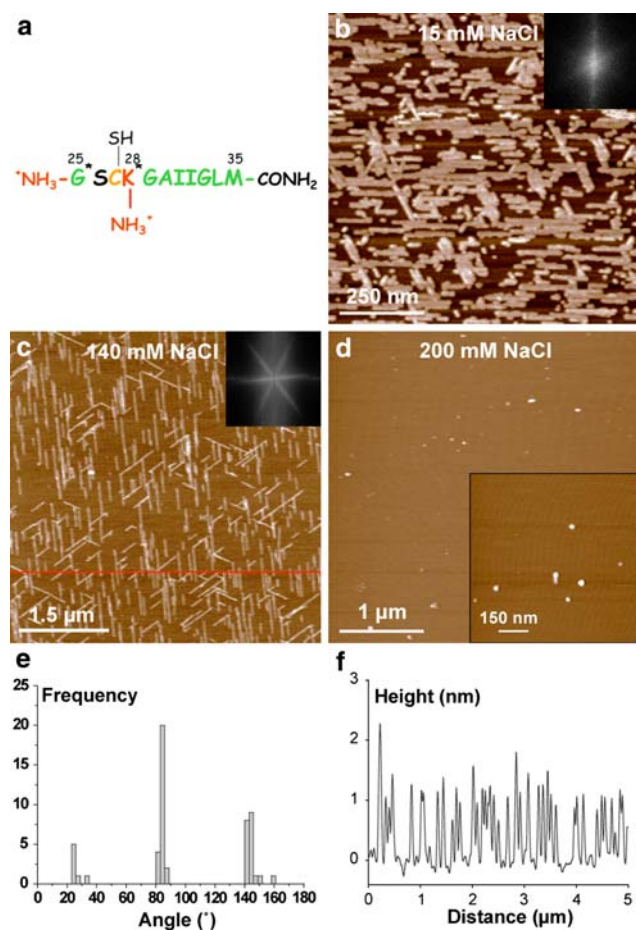 a
SH
25 28 35
⁺NH₃-G*SCK*GAIIGLM-CONH₂
NH₃⁺
b
15 mM NaCl
250 nm
c
140 mM NaCl
1.5 µm
d
200 mM NaCl
1 µm
150 nm
e
Frequency
25
20
15
10
5
0
0 20 40 60 80 100 120 140 160 180
Angle (°)
f
Height (nm)
3
2
1
0
0 1 2 3 4 5
Distance (µm)